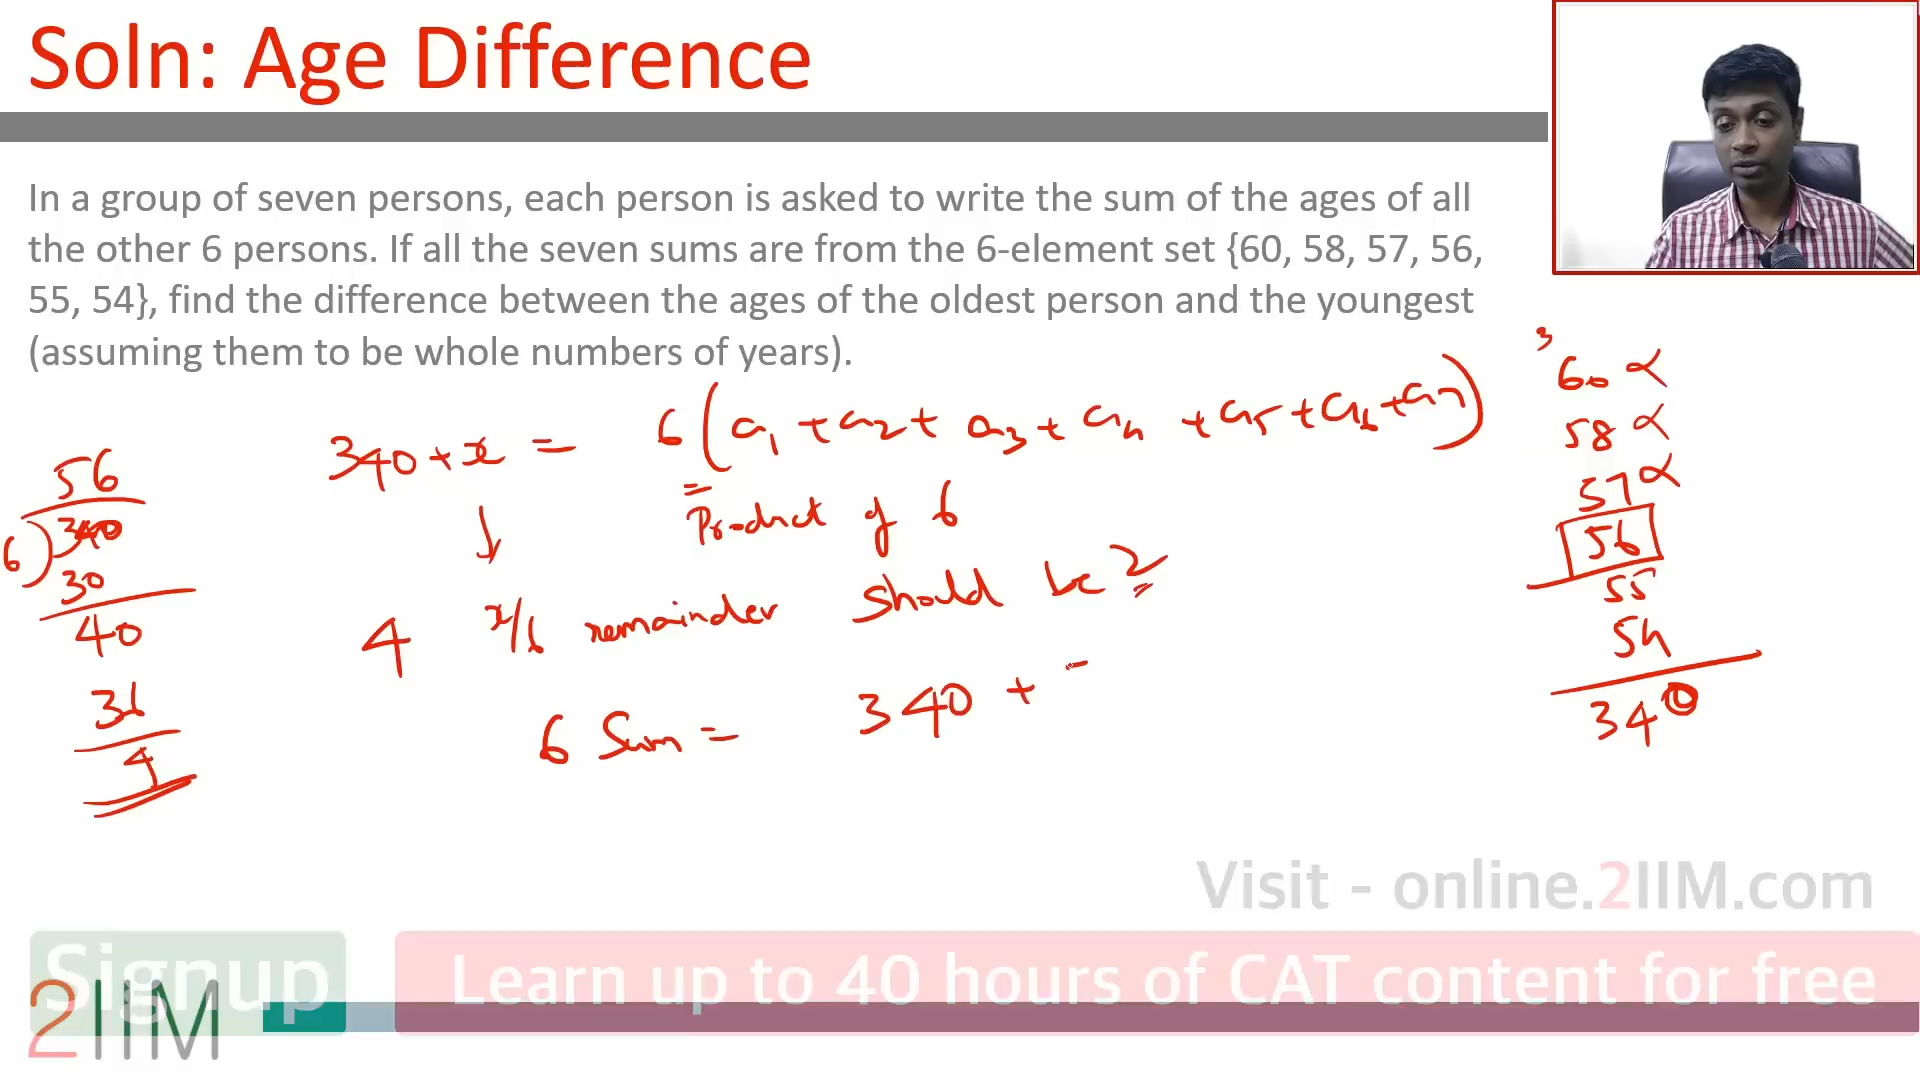 Soln: Age Difference
In a group of seven persons, each person is asked to write the sum of the ages of all
the other 6 persons. If all the seven sums are from the 6-element set {60, 58, 57, 56,
55, 54}, find the difference between the ages of the oldest person and the youngest
(assuming them to be whole numbers of years).
340 + x = 6 (a1 + a2 + a3 + a4 + a5 + a6 + a7)
Product of 6
4 x/6 remainder should be 2
6 Sum = 340 +
56
6) 340
30
40
36
4
3
60 α
58 α
57 α
56
55
54
340
Visit - online.2IIM.com
Signup
Learn up to 40 hours of CAT content for free
2IIM